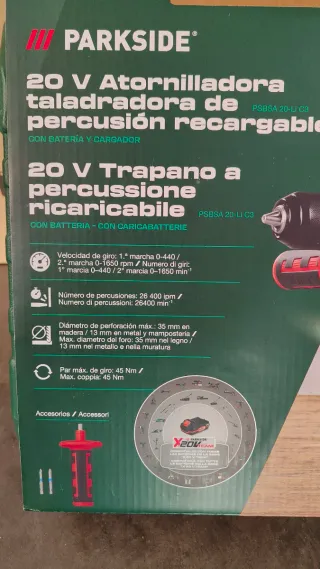 PARKSIDE®
20 V Atornilladora
taladradora de PSBSA 20-Li C3
percusión recargable
CON BATERÍA Y CARGADOR
20 V Trapano a
percussione
ricaricabile PSBSA 20-Li C3
CON BATTERIA - CON CARICABATTERIE
Velocidad de giro: 1.ª marcha 0-440 /
2.ª marcha 0-1650 rpm / Numero di giri:
1ª marcia 0-440 / 2ª marcia 0-1650 min⁻¹
Número de percusiones: 26 400 ipm /
Numero di percussioni: 26400 min⁻¹
Diámetro de perforación máx.: 35 mm en
madera / 13 mm en metal y mampostería /
Max. diametro del foro: 35 mm nel legno /
13 mm nel metallo e nella muratura
Par máx. de giro: 45 Nm /
Max. coppia: 45 Nm
Accesorios / Accessori
PARKSIDE
X20V